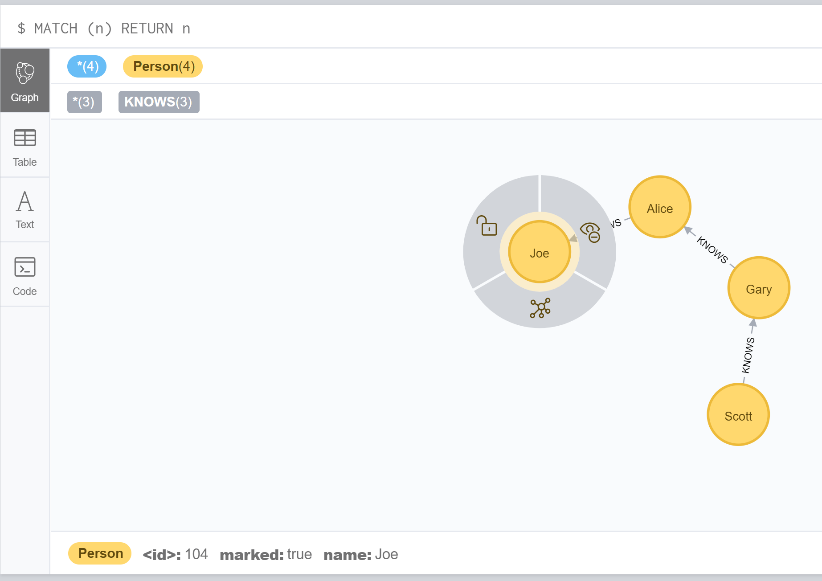 $ MATCH (n) RETURN n
*(4) Person(4)
Graph
*(3) KNOWS(3)
Table
Text
Code
Alice
Joe
KNOWS
Gary
KNOWS
Scott
Person <id>: 104 marked: true name: Joe